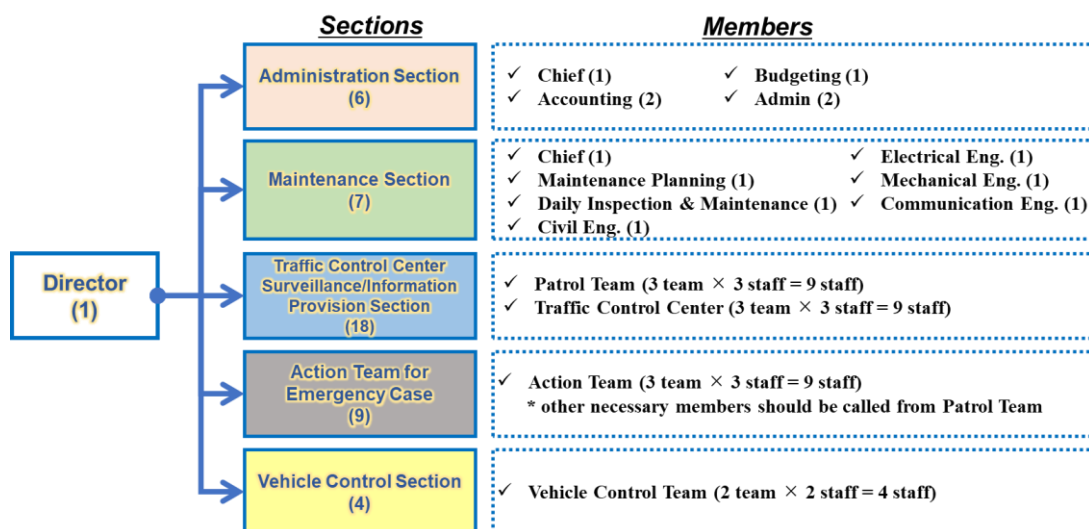 Sections
Members
Administration Section
(6)
✓ Chief (1)
✓ Budgeting (1)
✓ Accounting (2)
✓ Admin (2)
Maintenance Section
(7)
✓ Chief (1)
✓ Electrical Eng. (1)
✓ Maintenance Planning (1)
✓ Mechanical Eng. (1)
✓ Daily Inspection & Maintenance (1)
✓ Communication Eng. (1)
✓ Civil Eng. (1)
Director
(1)
Traffic Control Center
Surveillance/Information
Provision Section
(18)
✓ Patrol Team (3 team × 3 staff = 9 staff)
✓ Traffic Control Center (3 team × 3 staff = 9 staff)
Action Team for
Emergency Case
(9)
✓ Action Team (3 team × 3 staff = 9 staff)
* other necessary members should be called from Patrol Team
Vehicle Control Section
(4)
✓ Vehicle Control Team (2 team × 2 staff = 4 staff)